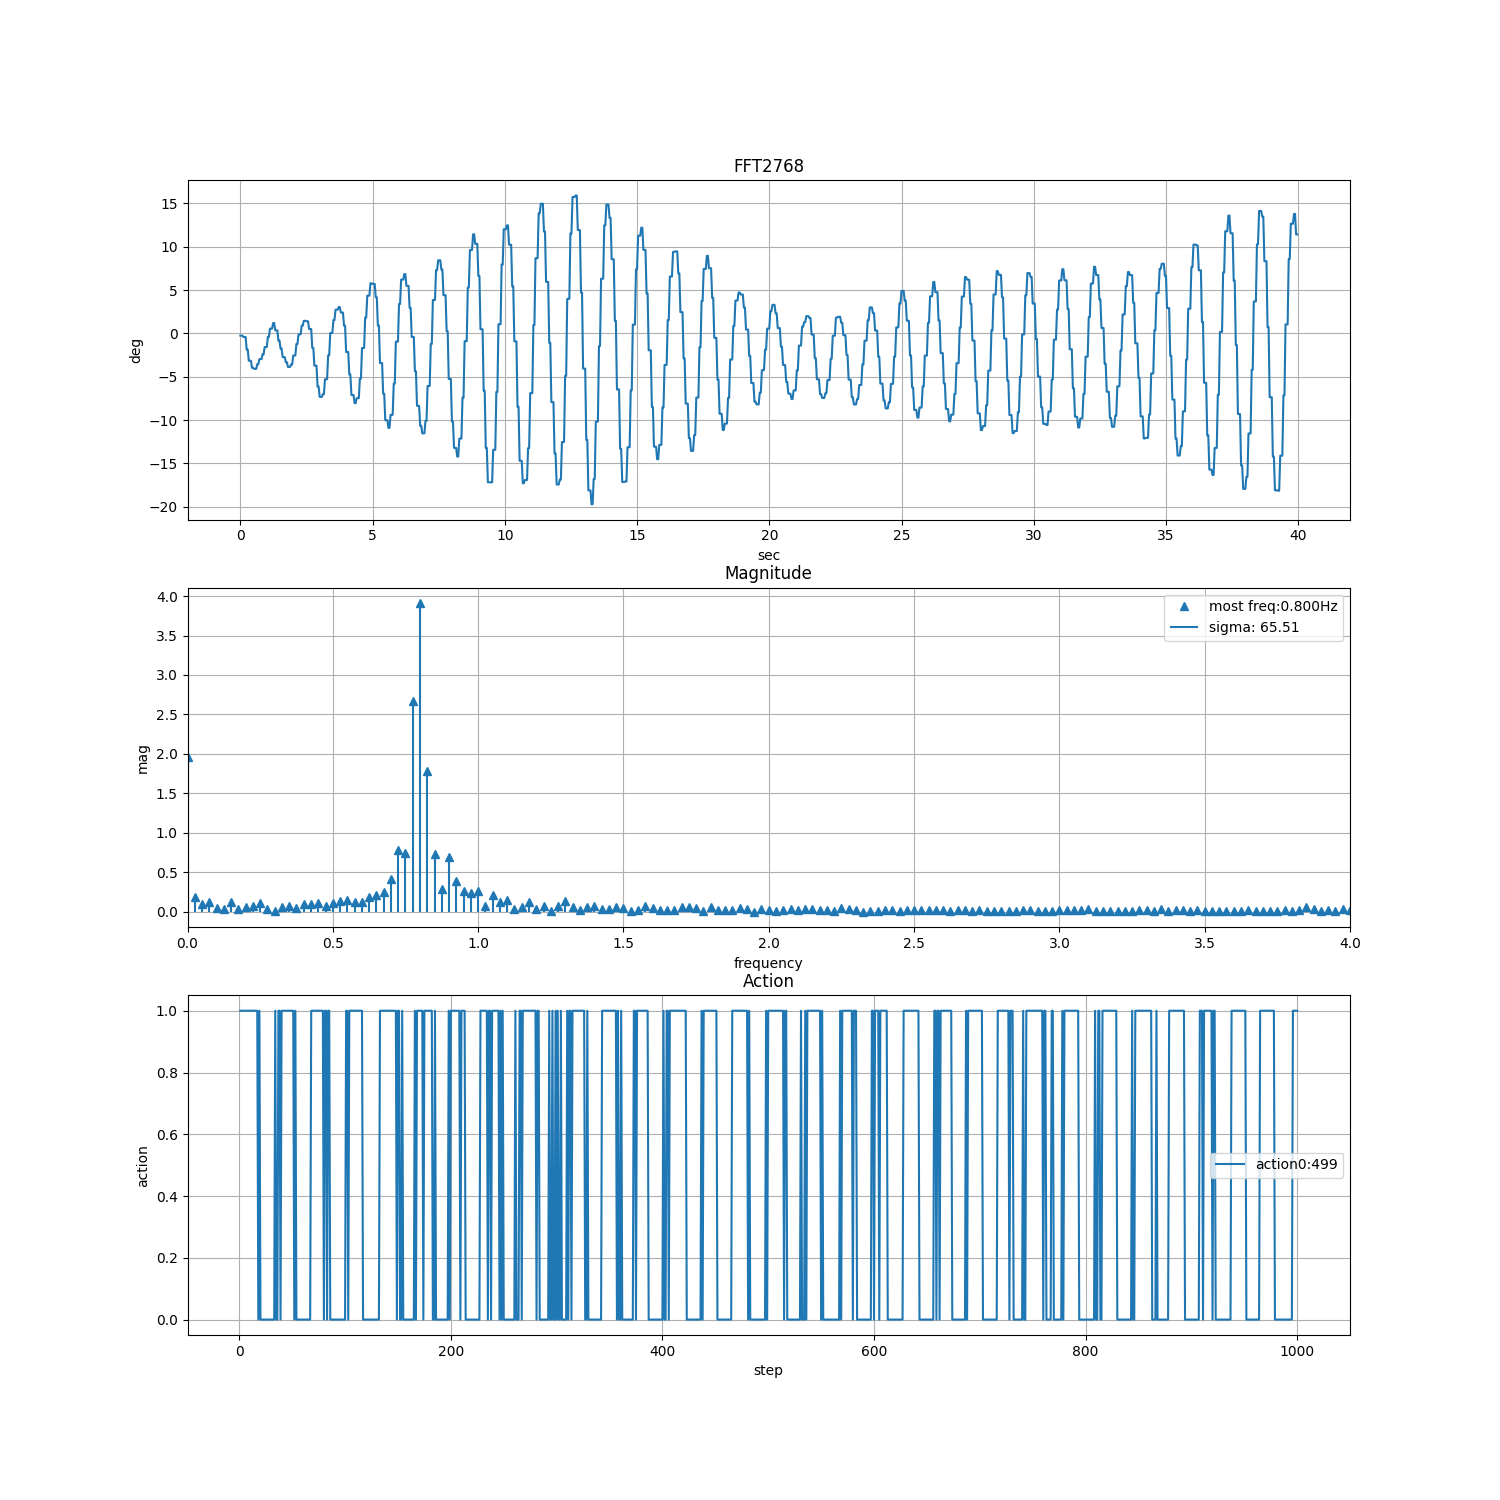 FFT2768
15
10
5
0
−5
−10
−15
−20
deg
0 5 10 15 20 25 30 35 40
sec
Magnitude
4.0
3.5
3.0
2.5
2.0
1.5
1.0
0.5
0.0
mag
most freq:0.800Hz
sigma: 65.51
0.0 0.5 1.0 1.5 2.0 2.5 3.0 3.5 4.0
frequency
Action
1.0
0.8
0.6
0.4
0.2
0.0
action
action0:499
0 200 400 600 800 1000
step